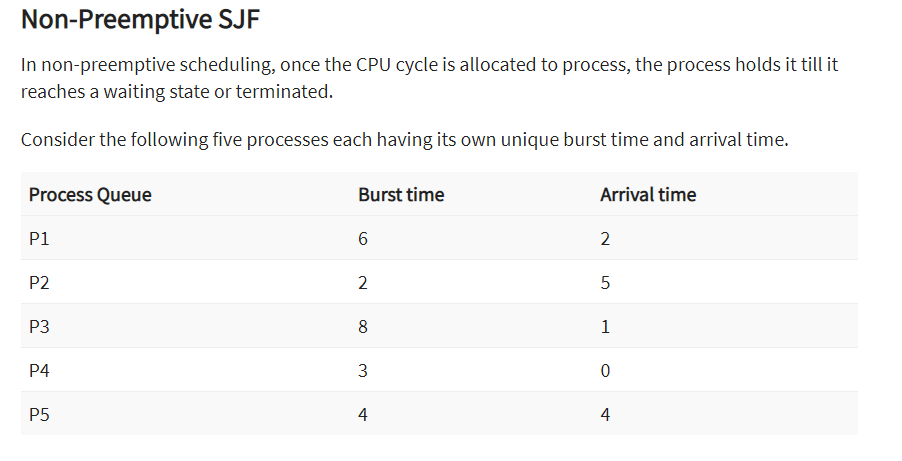 Non-Preemptive SJF
In non-preemptive scheduling, once the CPU cycle is allocated to process, the process holds it till it
reaches a waiting state or terminated.
Consider the following five processes each having its own unique burst time and arrival time.
Process Queue Burst time Arrival time
P1 6 2
P2 2 5
P3 8 1
P4 3 0
P5 4 4